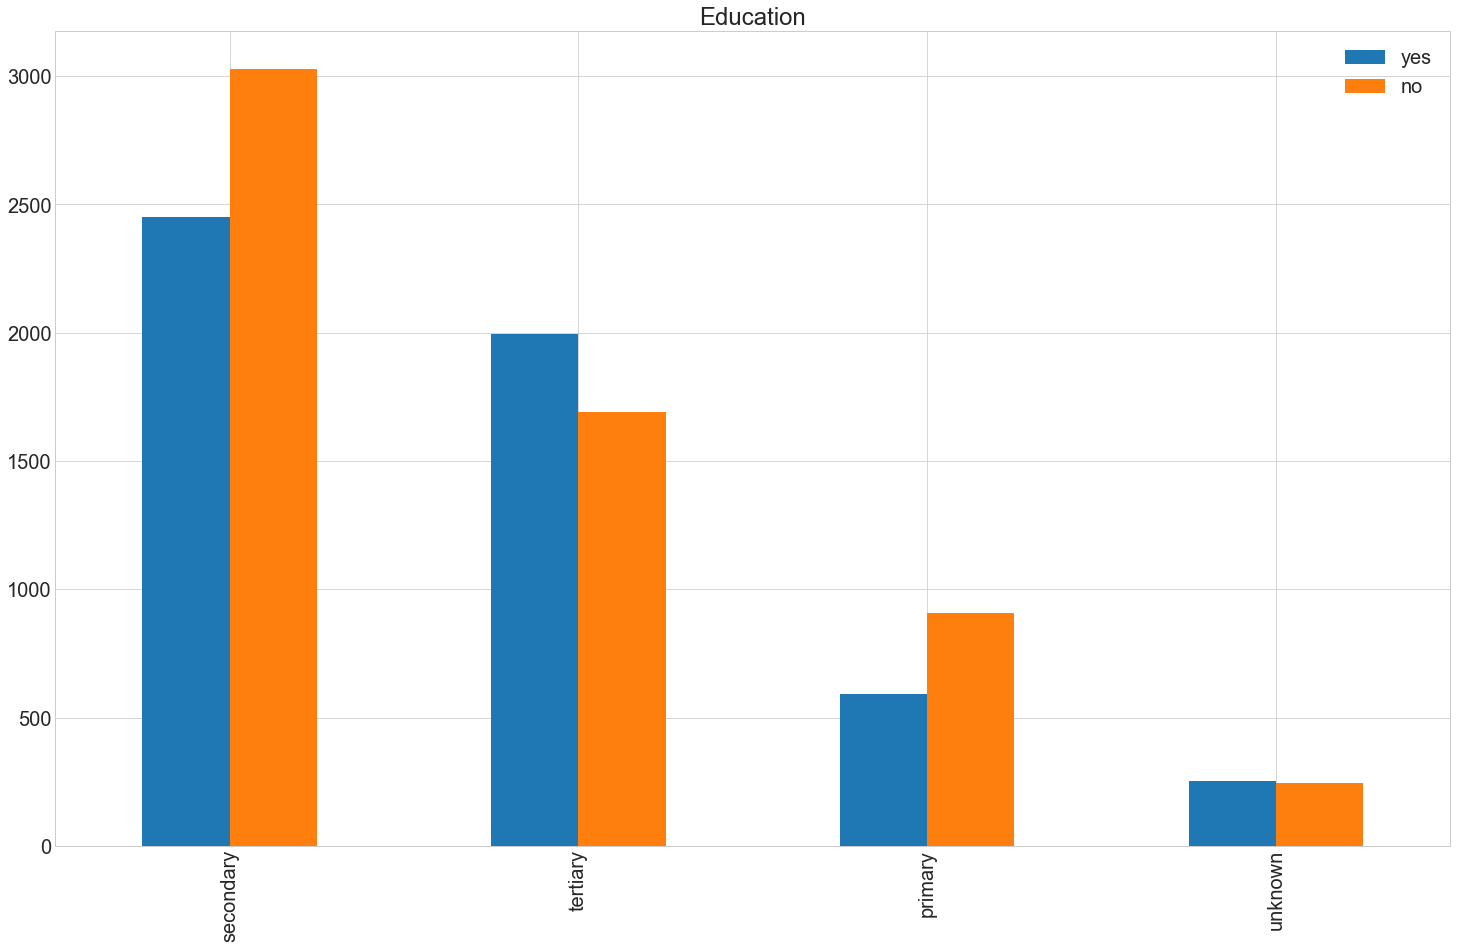 Education
yes
no
3000
2500
2000
1500
1000
500
0
secondary
tertiary
primary
unknown